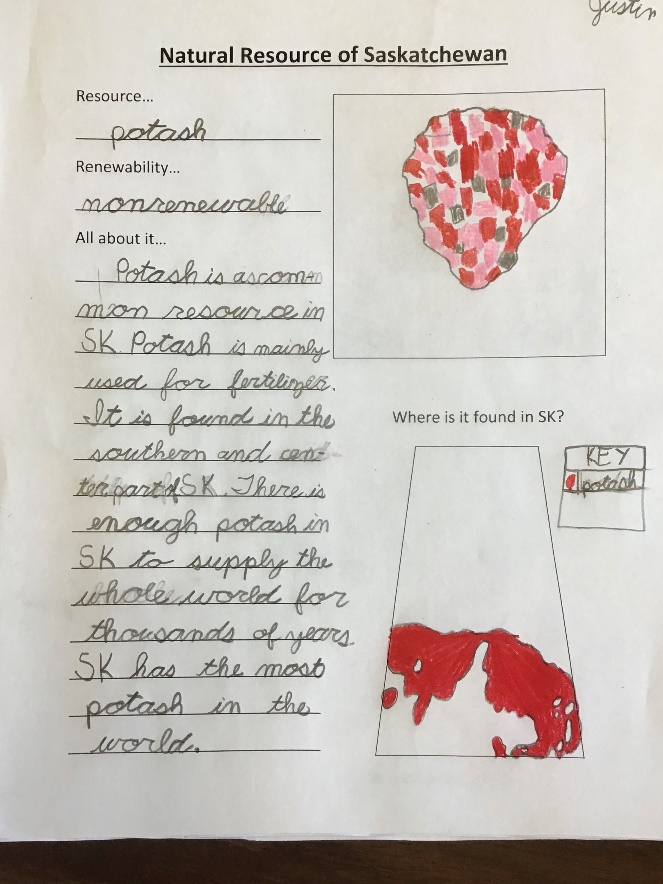 Justin
Natural Resource of Saskatchewan
Resource...
potash
Renewability...
nonrenewable
All about it...
Potash is a scom-
mon resource in
SK. Potash is mainly
used for fertilizer.
It is found in the
southern and cen-
ter part of SK. There is
enough potash in
SK to supply the
whole world for
thousands of years.
SK has the most
potash in the
world.
Where is it found in SK?
KEY
potash